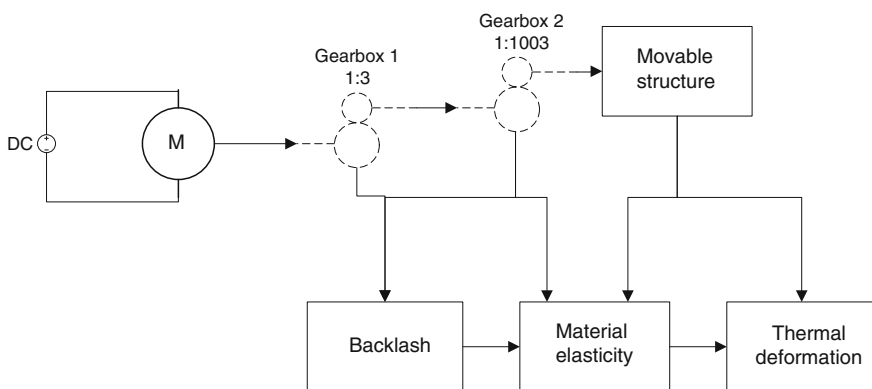 Gearbox 1
1:3
Gearbox 2
1:1003
Movable
structure
DC
+
−
M
Backlash
Material
elasticity
Thermal
deformation